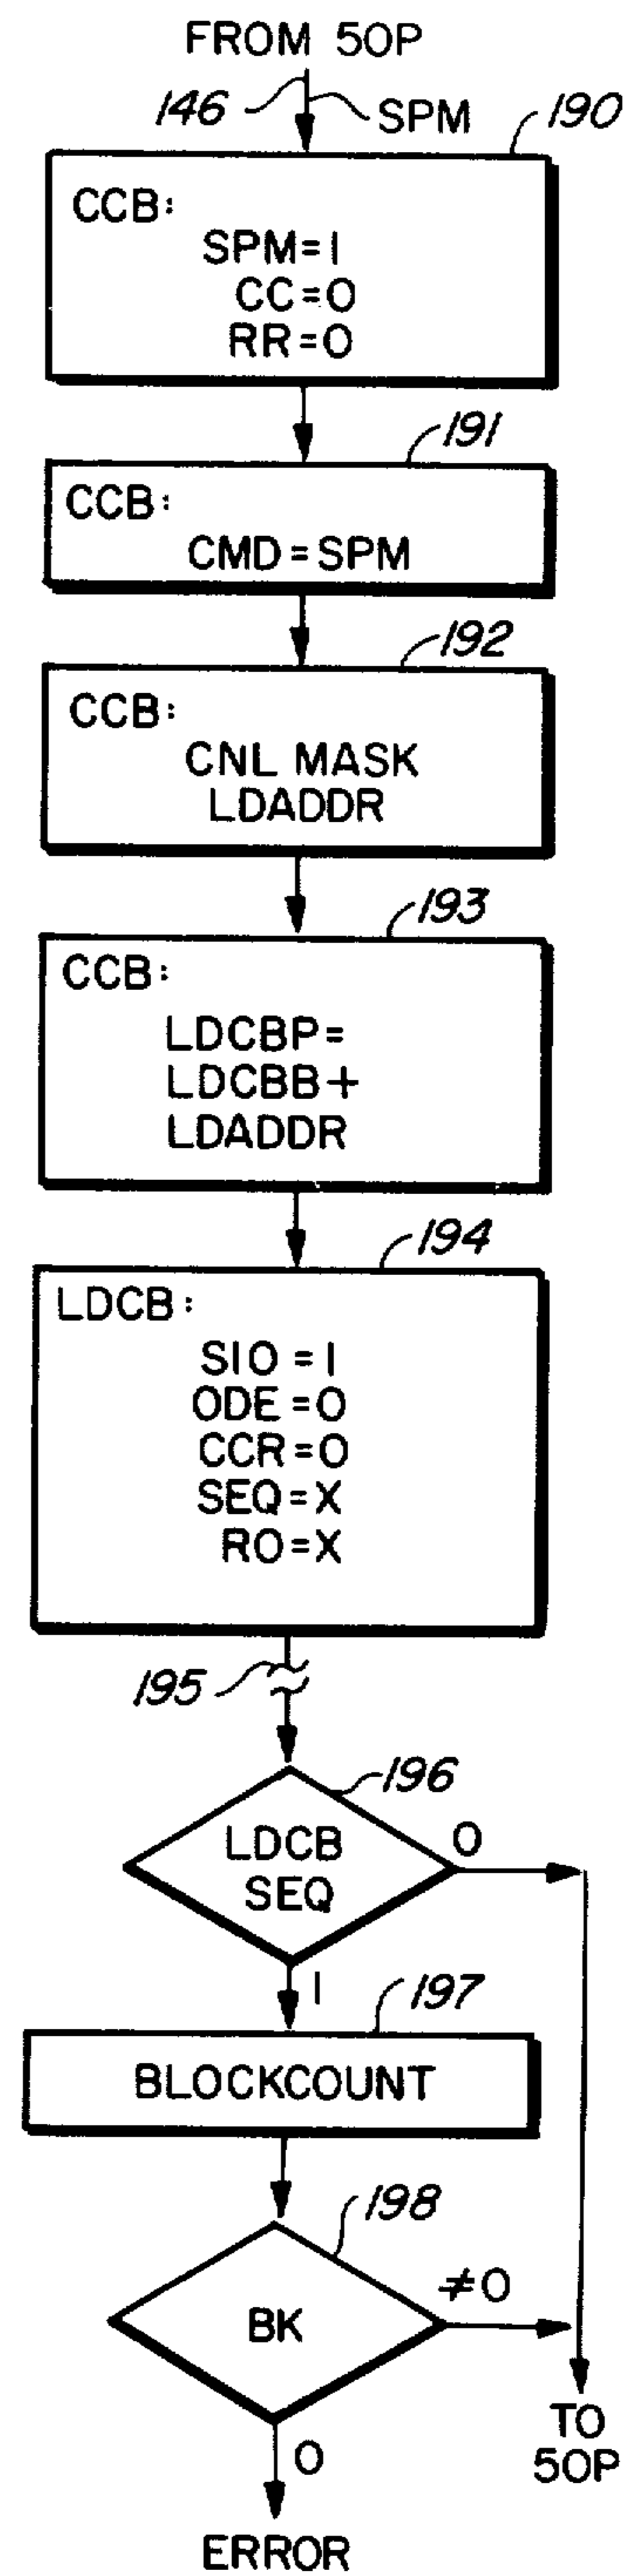 FROM 50P
146
SPM
190
CCB:
SPM=1
CC=0
RR=0
191
CCB:
CMD=SPM
192
CCB:
CNL MASK
LDADDR
193
CCB:
LDCBP=
LDCBB+
LDADDR
194
LDCB:
SIO=1
ODE=0
CCR=0
SEQ=X
RO=X
195
196
LDCB
SEQ
0
1
197
BLOCKCOUNT
198
BK
≠0
TO
50P
0
ERROR